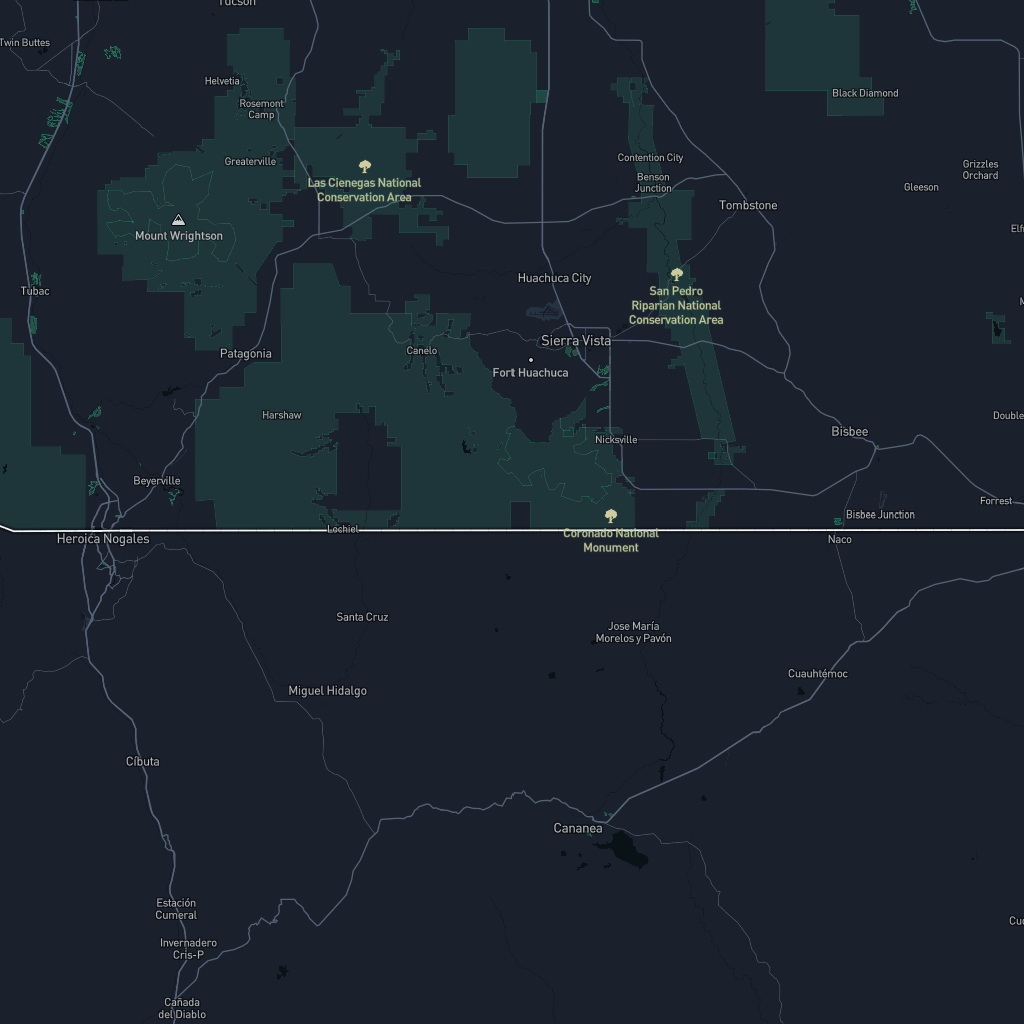 Tucson
Twin Buttes
Helvetia
Black Diamond
Rosemont
Camp
Greaterville
Contention City
Grizzles
Orchard
Las Cienegas National
Conservation Area
Benson
Junction
Gleeson
Tombstone
Mount Wrightson
Elf
Huachuca City
Tubac
San Pedro
Riparian National
Conservation Area
Sierra Vista
Canelo
Patagonia
Fort Huachuca
Harshaw
Double
Bisbee
Nicksville
Beyerville
Forrest
Bisbee Junction
Lochiel
Heroica Nogales
Coronado National
Monument
Naco
Santa Cruz
Jose María
Morelos y Pavón
Cuauhtémoc
Miguel Hidalgo
Cíbuta
Cananea
Estación
Cumeral
Invernadero
Cris-P
Cañada
del Diablo